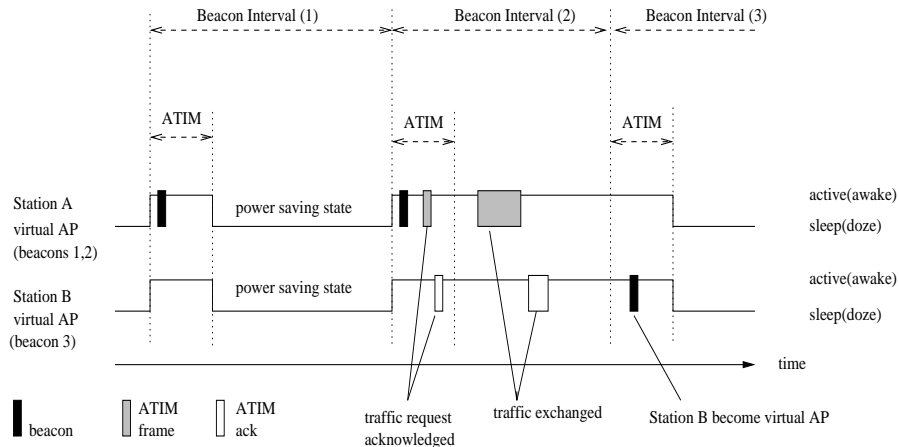 Beacon Interval (1)
Beacon Interval (2)
Beacon Interval (3)
ATIM
ATIM
ATIM
Station A
virtual AP
(beacons 1,2)
power saving state
active(awake)
sleep(doze)
Station B
virtual AP
(beacon 3)
power saving state
active(awake)
sleep(doze)
time
beacon
ATIM
frame
ATIM
ack
traffic request
acknowledged
traffic exchanged
Station B become virtual AP